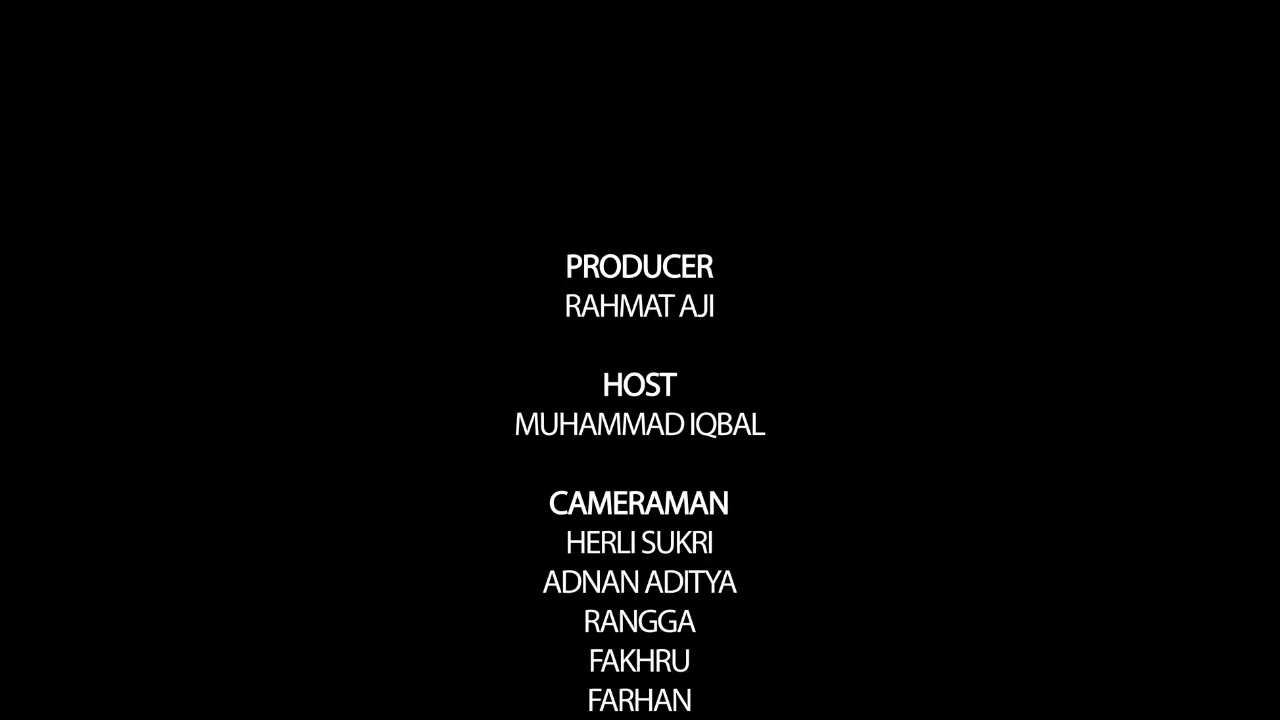 PRODUCER
RAHMAT AJI
HOST
MUHAMMAD IQBAL
CAMERAMAN
HERLI SUKRI
ADNAN ADITYA
RANGGA
FAKHRU
FARHAN